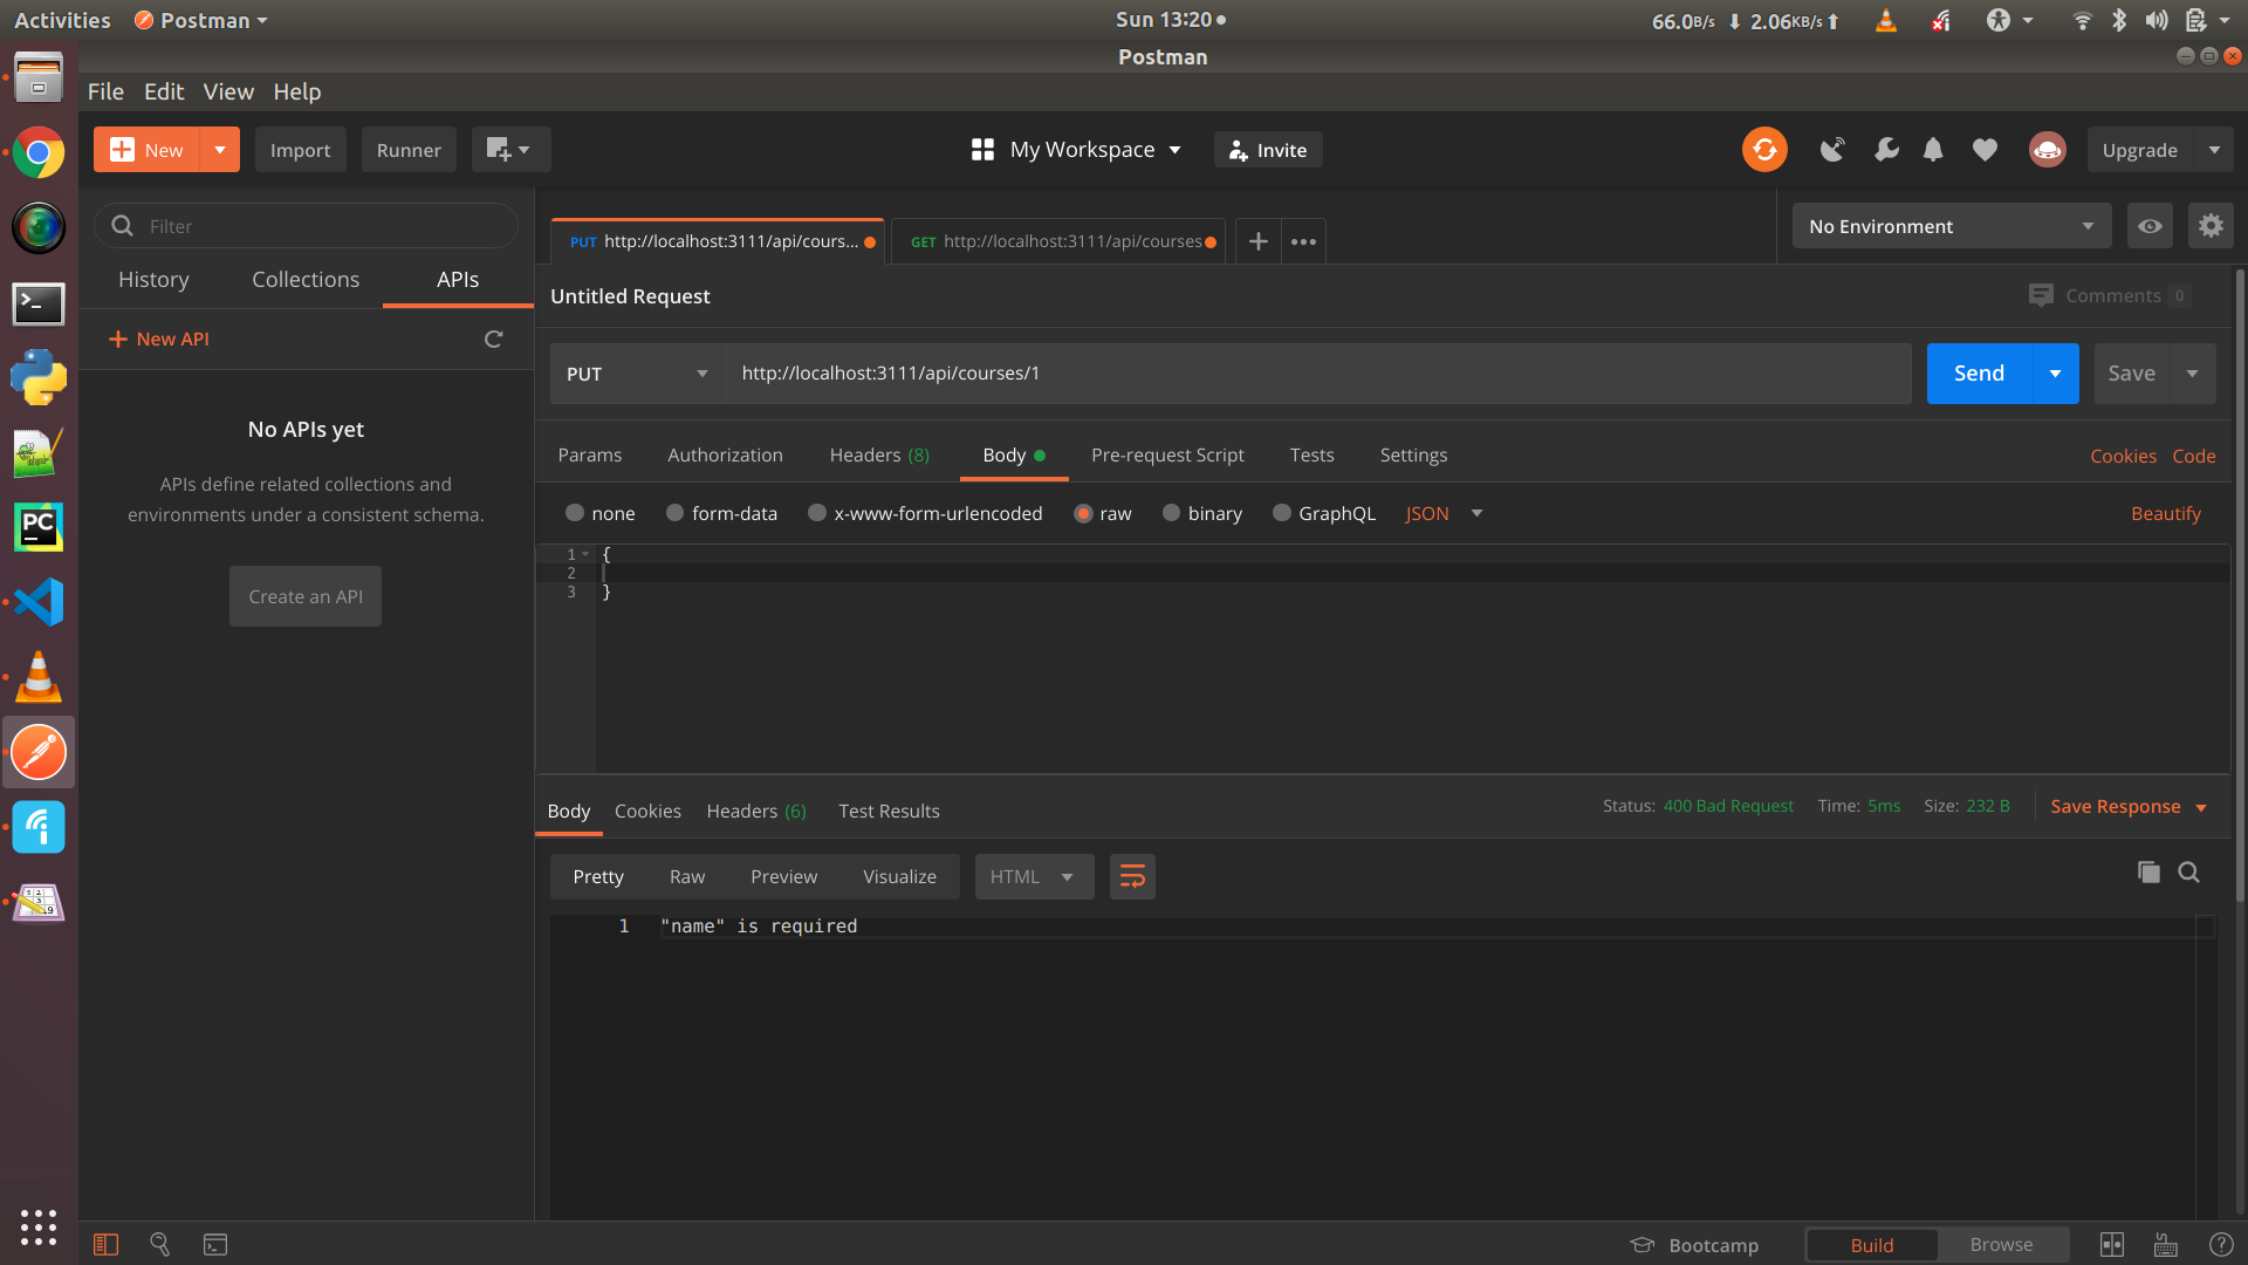 Activities Postman Sun 13:20 66.0B/s 2.06KB/s
Postman
File Edit View Help
New Import Runner My Workspace Invite Upgrade
Filter
PUT http://localhost:3111/api/cours... GET http://localhost:3111/api/courses No Environment
History Collections APIs
Untitled Request Comments 0
New API
PUT http://localhost:3111/api/courses/1 Send Save
No APIs yet
APIs define related collections and
environments under a consistent schema.
Create an API
Params Authorization Headers (8) Body Pre-request Script Tests Settings Cookies Code
none form-data x-www-form-urlencoded raw binary GraphQL JSON Beautify
1 {
2
3 }
Body Cookies Headers (6) Test Results Status: 400 Bad Request Time: 5ms Size: 232 B Save Response
Pretty Raw Preview Visualize HTML
1 "name" is required
PC
Bootcamp Build Browse